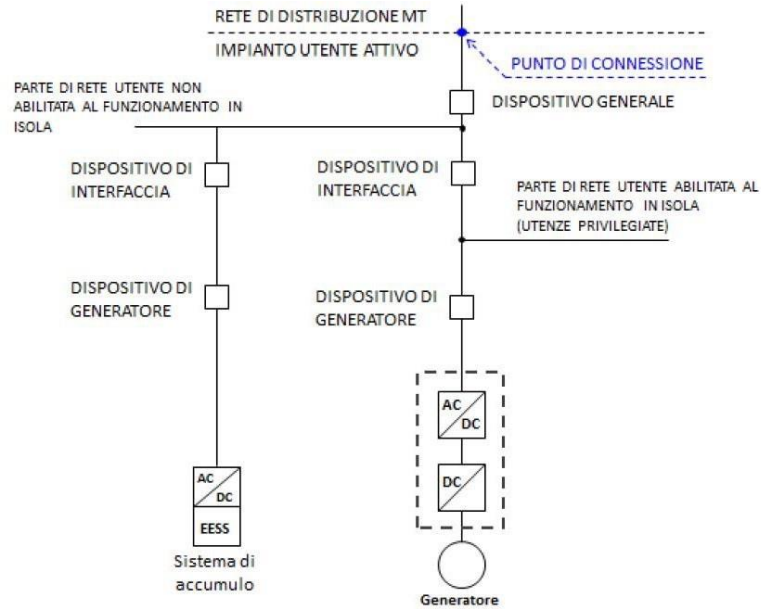 RETE DI DISTRIBUZIONE MT
IMPIANTO UTENTE ATTIVO
PUNTO DI CONNESSIONE
PARTE DI RETE UTENTE NON
ABILITATA AL FUNZIONAMENTO IN
ISOLA
DISPOSITIVO GENERALE
DISPOSITIVO DI
INTERFACCIA
DISPOSITIVO DI
INTERFACCIA
PARTE DI RETE UTENTE ABILITATA AL
FUNZIONAMENTO IN ISOLA
(UTENZE PRIVILEGIATE)
DISPOSITIVO DI
GENERATORE
DISPOSITIVO DI
GENERATORE
AC
DC
DC
AC
DC
EESS
Sistema di
accumulo
Generatore